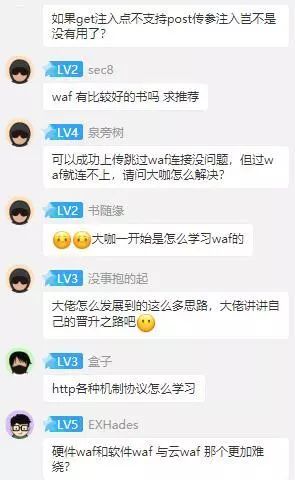 如果get注入点不支持post传参注入岂不是
没有用了?
LV2 sec8
waf 有比较好的书吗 求推荐
LV4 泉旁树
可以成功上传跳过waf连接没问题，但过w
af就连不上，请问大咖怎么解决?
LV2 书随缘
大咖一开始是怎么学习waf的
LV3 没事抱的起
大佬怎么发展到的这么多思路，大佬讲讲自
己的晋升之路吧
LV3 盒子
http各种机制协议怎么学习
LV5 EXHades
硬件waf和软件waf 与云waf 那个更加难
绕?